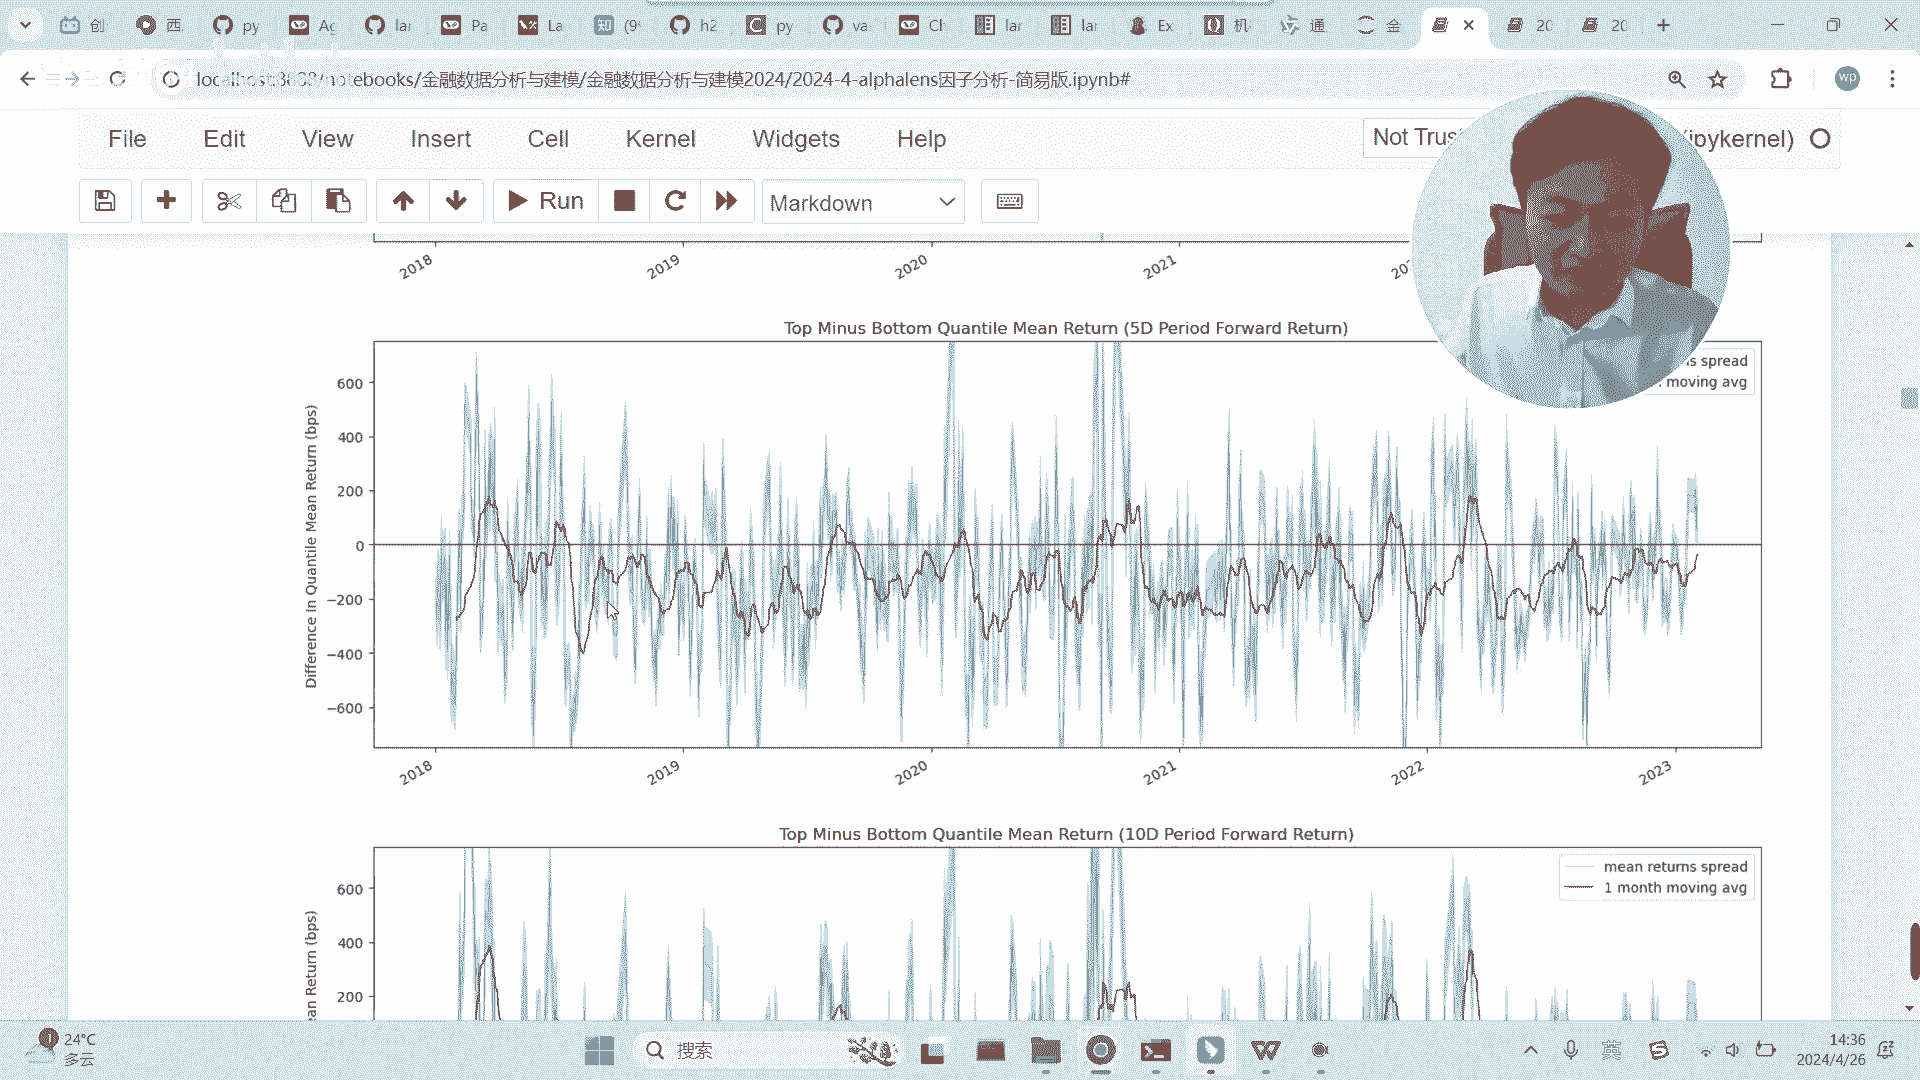 创
西
py
Ag
lar
Pa
La
知 (9
h2
py
va
Ch
lar
lar
Ex
机
通
金
20
20
localhost:8888/notebooks/金融数据分析与建模/金融数据分析与建模2024/2024-4-alphalens因子分析-简易版.ipynb#
wp
File Edit View Insert Cell Kernel Widgets Help
Not Trus
(ipykernel)
Run
Markdown
2018 2019 2020 2021 20
Top Minus Bottom Quantile Mean Return (5D Period Forward Return)
s spread
moving avg
600
400
200
0
−200
−400
−600
Difference In Quantile Mean Return (bps)
2018 2019 2020 2021 2022 2023
Top Minus Bottom Quantile Mean Return (10D Period Forward Return)
mean returns spread
1 month moving avg
600
400
200
an Return (bps)
1
24°C
多云
搜索
英
14:36
2024/4/26